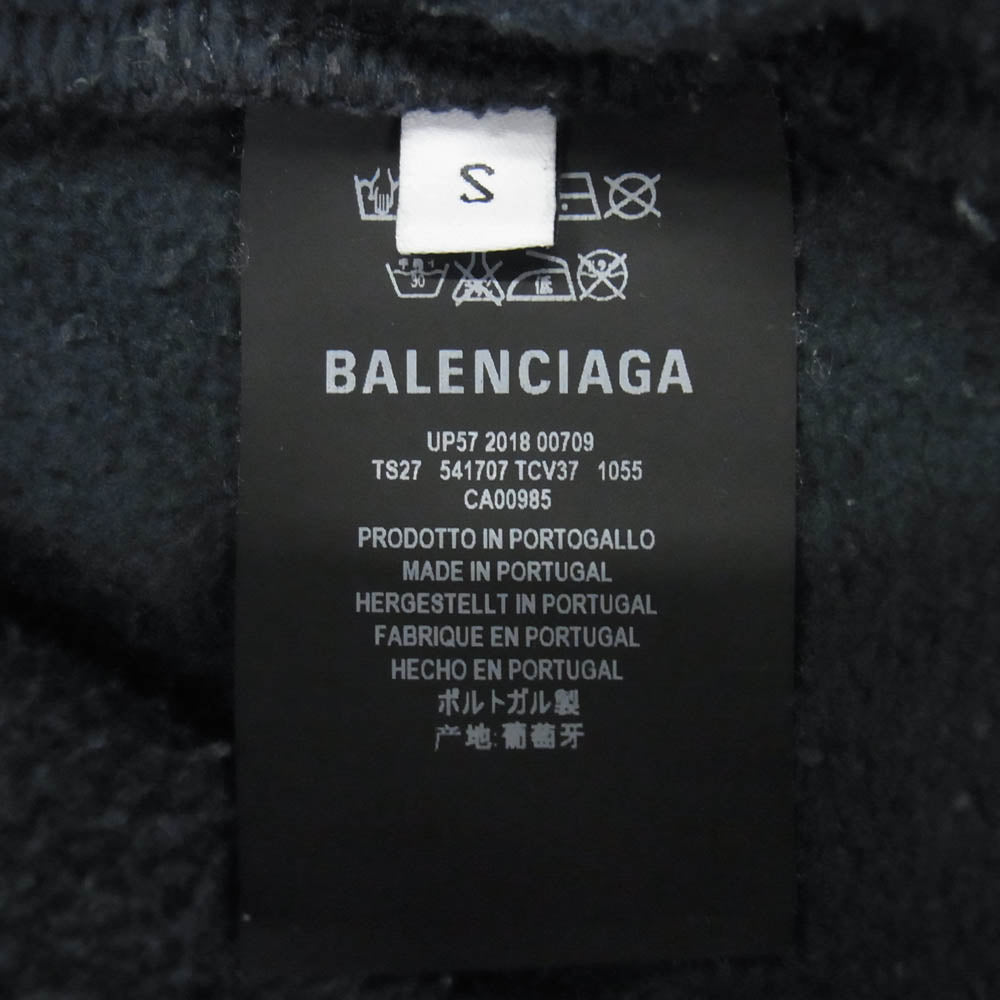 S
30
BALENCIAGA
UP57 2018 00709
TS27 541707 TCV37 1055
CA00985
PRODOTTO IN PORTOGALLO
MADE IN PORTUGAL
HERGESTELLT IN PORTUGAL
FABRIQUE EN PORTUGAL
HECHO EN PORTUGAL
ポルトガル製
产地:葡萄牙